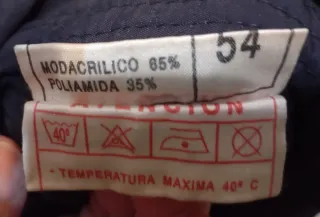 54
MODACRILICO 65%
POLIAMIDA 35%
ATENCION
40°
- TEMPERATURA MAXIMA 40° C